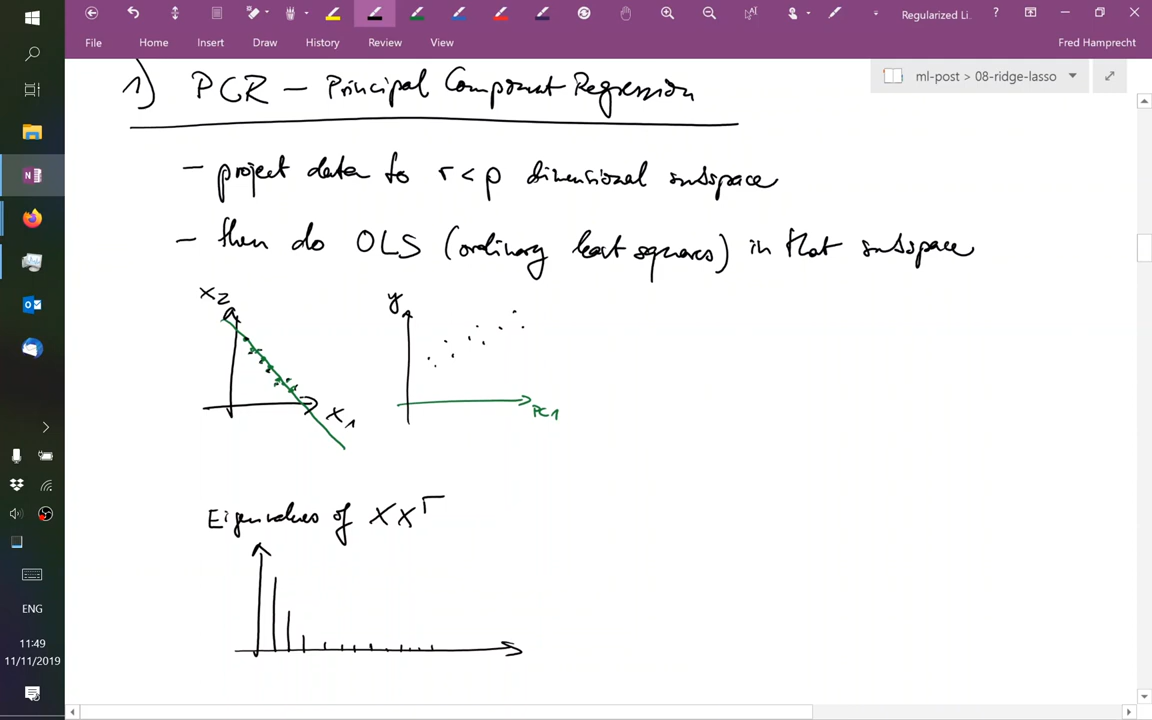 Regularized Li...
?
File Home Insert Draw History Review View
Fred Hamprecht
ml-post > 08-ridge-lasso
1) PCR – Principal Component Regression
- project data to r < p dimensional subspace
- then do OLS (ordinary least squares) in that subspace
x2
y
x1
PC1
Eigenvalues of XXᵀ
ENG
11:49
11/11/2019